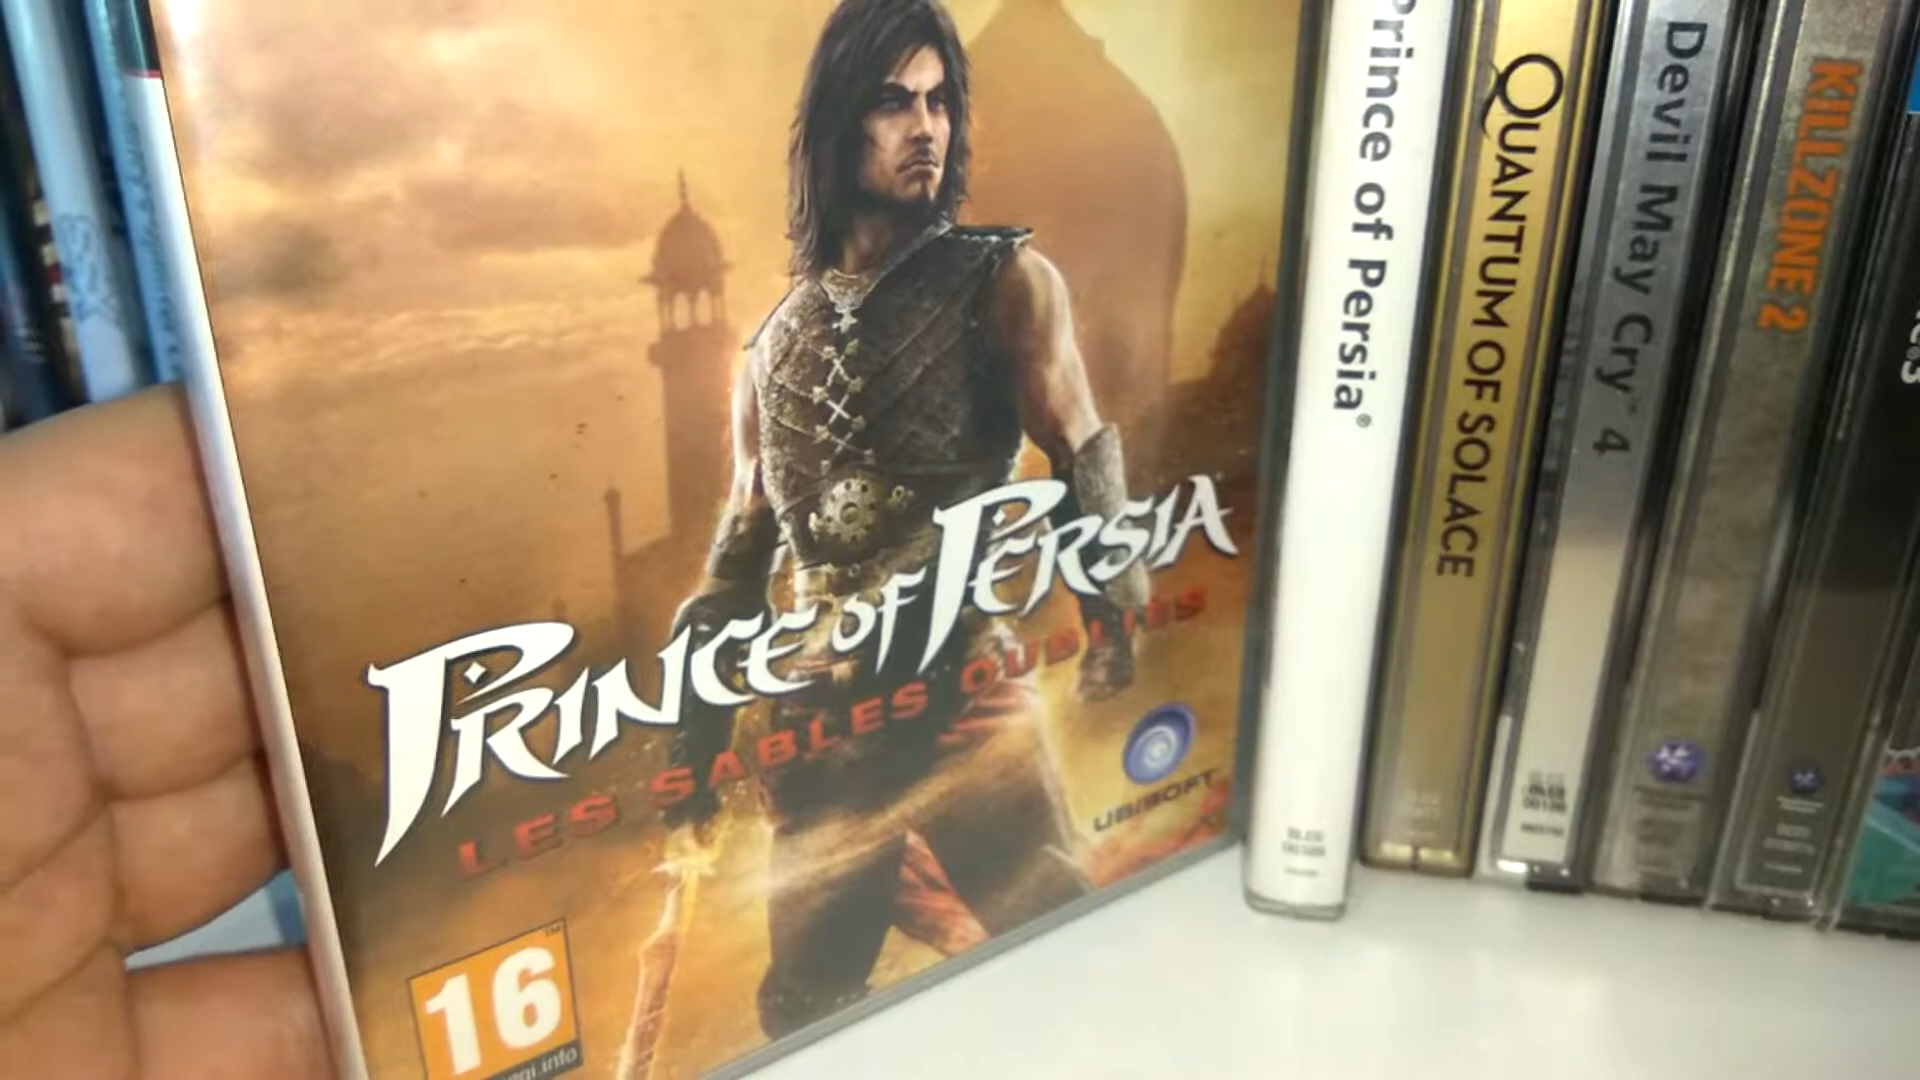 PRINCE OF PERSIA
LES SABLES OUBLIÉS
UBISOFT
16
Prince of Persia®
QUANTUM OF SOLACE
Devil May Cry™ 4
KILLZONE 2